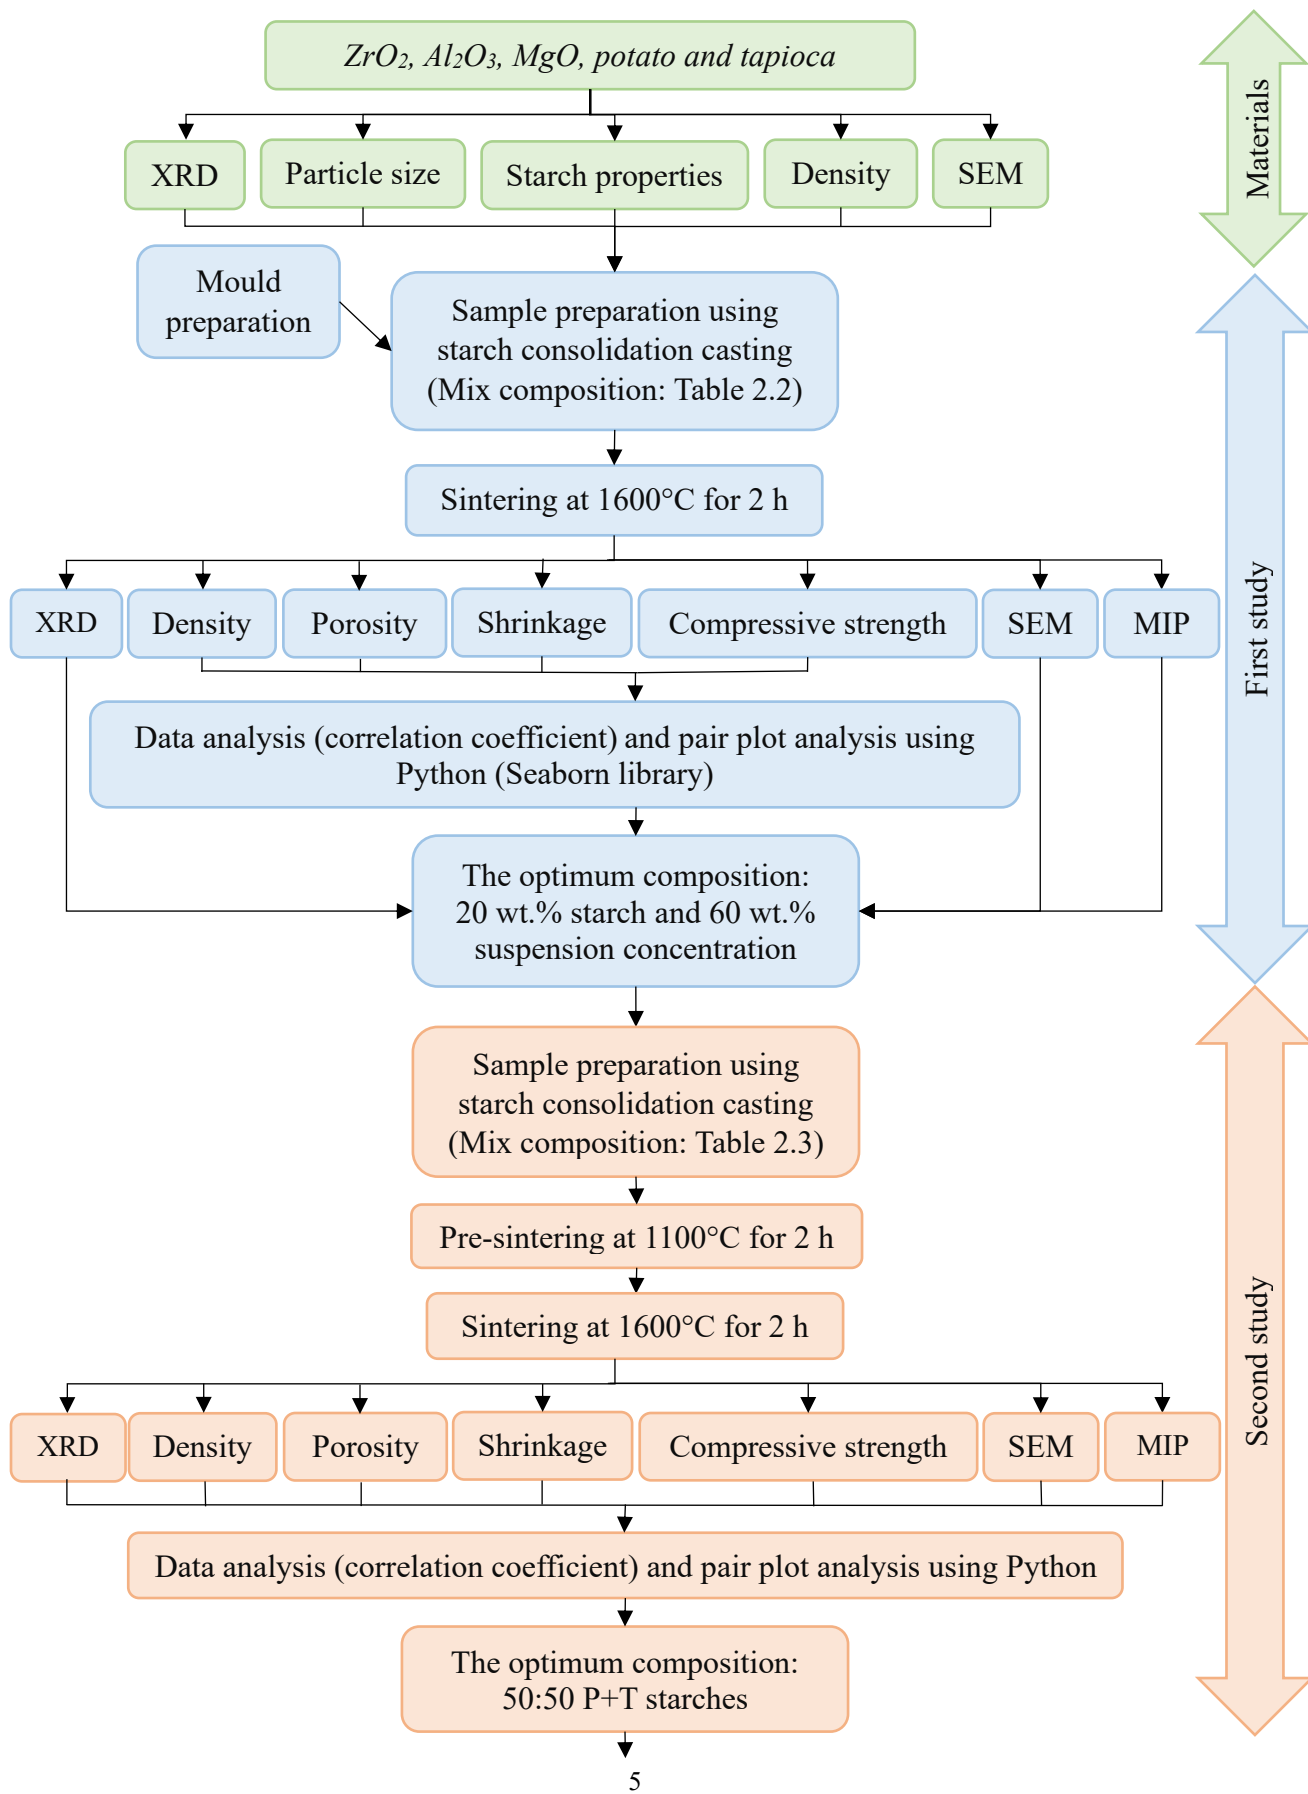 ZrO₂, Al₂O₃, MgO, potato and tapioca
XRD
Particle size
Starch properties
Density
SEM
Materials
Mould
preparation
Sample preparation using
starch consolidation casting
(Mix composition: Table 2.2)
Sintering at 1600°C for 2 h
XRD
Density
Porosity
Shrinkage
Compressive strength
SEM
MIP
First study
Data analysis (correlation coefficient) and pair plot analysis using
Python (Seaborn library)
The optimum composition:
20 wt.% starch and 60 wt.%
suspension concentration
Sample preparation using
starch consolidation casting
(Mix composition: Table 2.3)
Pre-sintering at 1100°C for 2 h
Sintering at 1600°C for 2 h
Second study
XRD
Density
Porosity
Shrinkage
Compressive strength
SEM
MIP
Data analysis (correlation coefficient) and pair plot analysis using Python
The optimum composition:
50:50 P+T starches
5